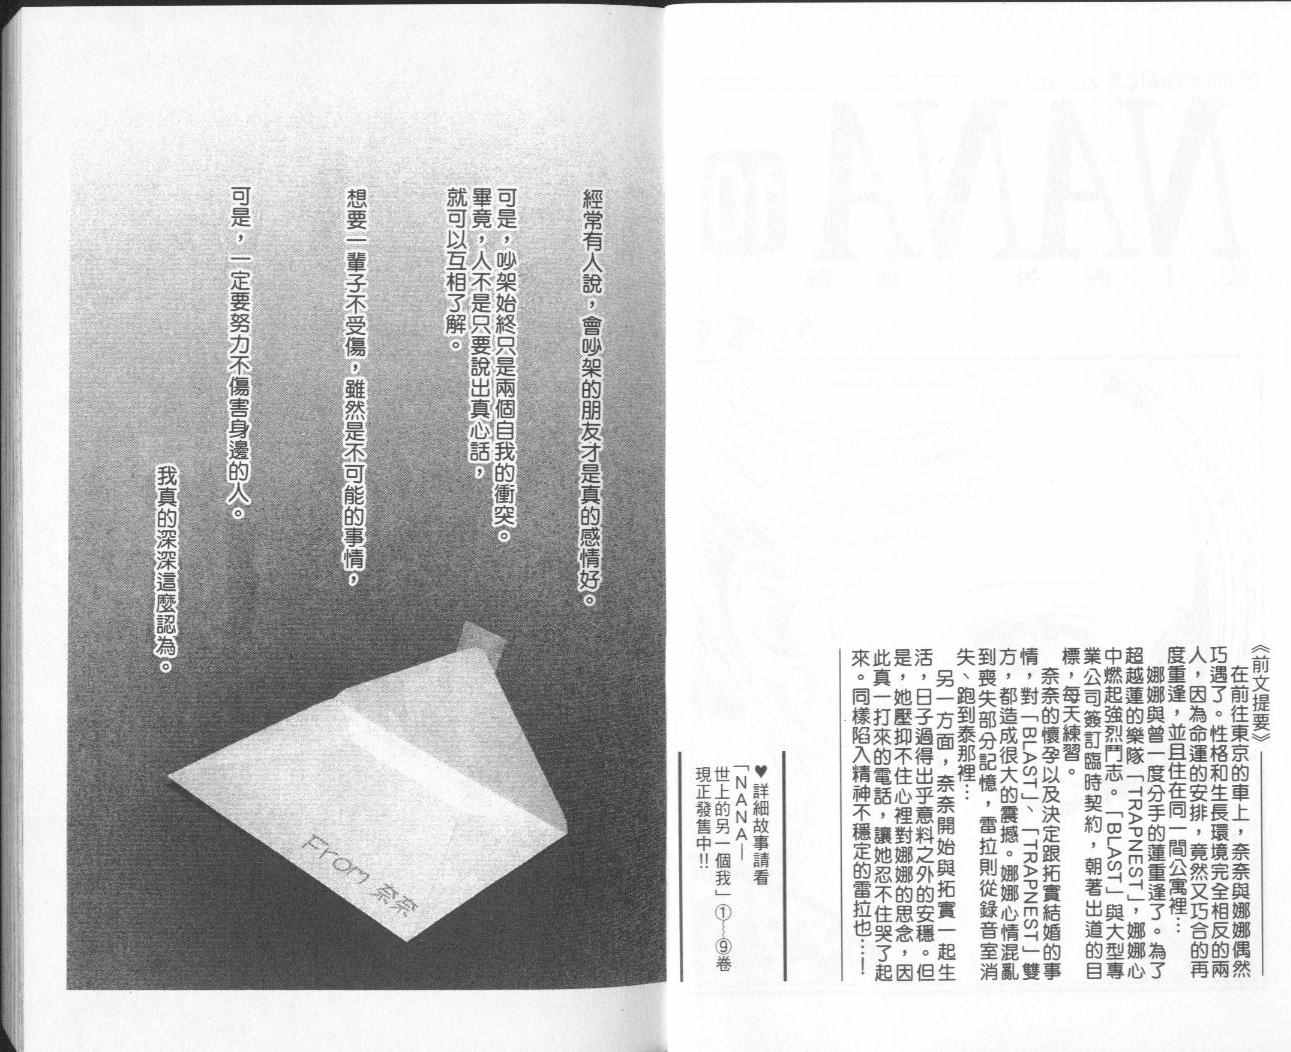 《前文提要》
在前往東京的車上，奈奈與娜娜偶然
巧遇了。性格和生長環境完全相反的兩
人，因為命運的安排，竟然又巧合的再
度重逢，並且住在同一間公寓裡…
娜娜與曾一度分手的蓮重逢了。為了
超越蓮的樂隊「TRAPNEST」，娜娜心
中燃起強烈鬥志。「BLAST」與大型專
業公司簽訂臨時契約，朝著出道的目
標，每天練習。
奈奈的懷孕以及決定跟拓實結婚的事
情，對「BLAST」、「TRAPNEST」雙
方，都造成很大的震撼。娜娜心情混亂
到喪失部分記憶，雷拉則從錄音室消
失、跑到泰那裡…
另一方面，奈奈開始與拓實一起生
活，日子過得出乎意料之外的安穩。但
是，她壓抑不住心裡對娜娜的思念，因
此真一打來的電話，讓她忍不住哭了起
來。同樣陷入精神不穩定的雷拉也…！
♥詳細故事請看
「NANA—
世上的另一個我」①~⑨卷
現正發售中!!
經常有人說，會吵架的朋友才是真的感情好。
可是，吵架始終只是兩個自我的衝突。
畢竟，人不是只要說出真心話，
就可以互相了解。
想要一輩子不受傷，雖然是不可能的事情，
可是，一定要努力不傷害身邊的人。
我真的深深這麼認為。
From 奈奈